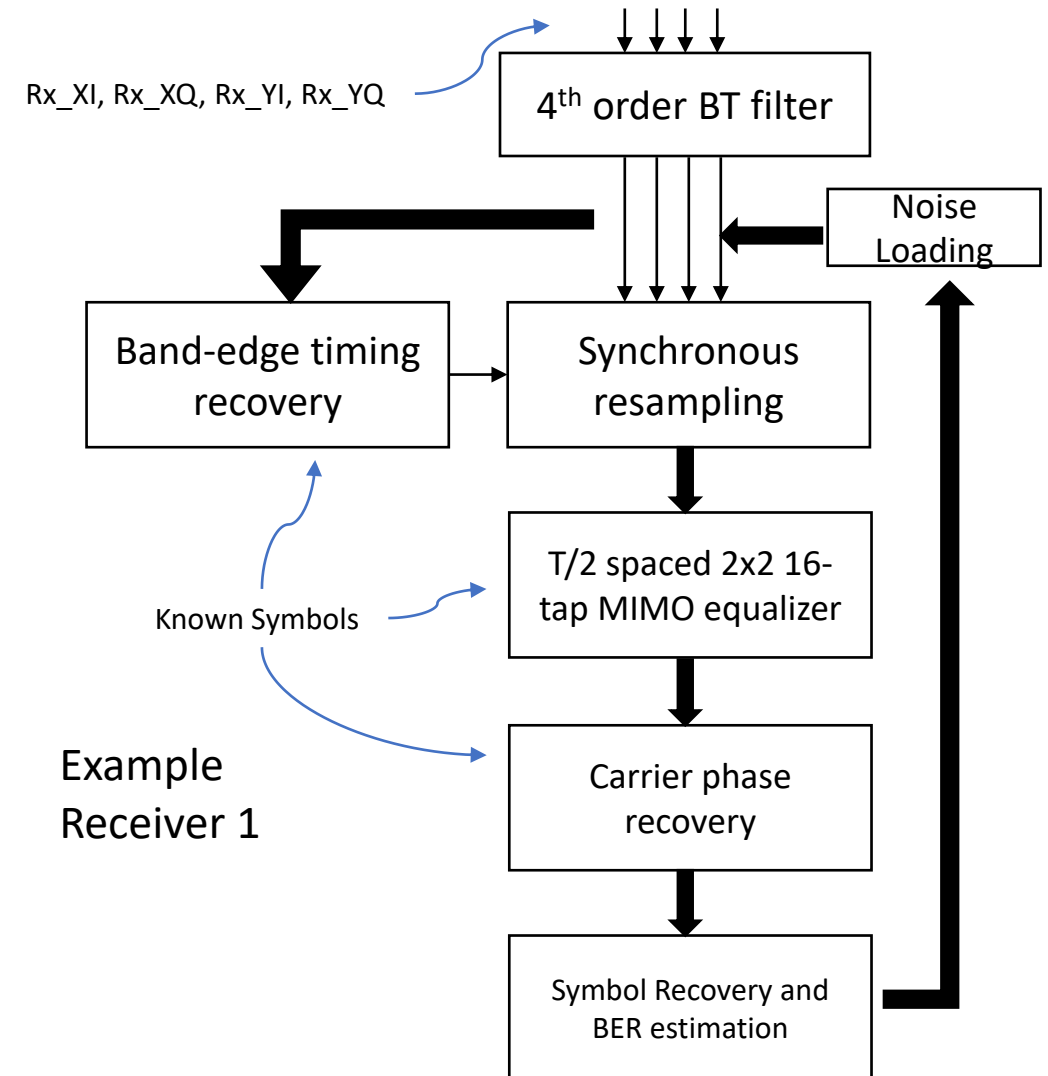 Rx_XI, Rx_XQ, Rx_YI, Rx_YQ
4th order BT filter
Noise
Loading
Band-edge timing
recovery
Synchronous
resampling
T/2 spaced 2x2 16-
tap MIMO equalizer
Known Symbols
Carrier phase
recovery
Example
Receiver 1
Symbol Recovery and
BER estimation